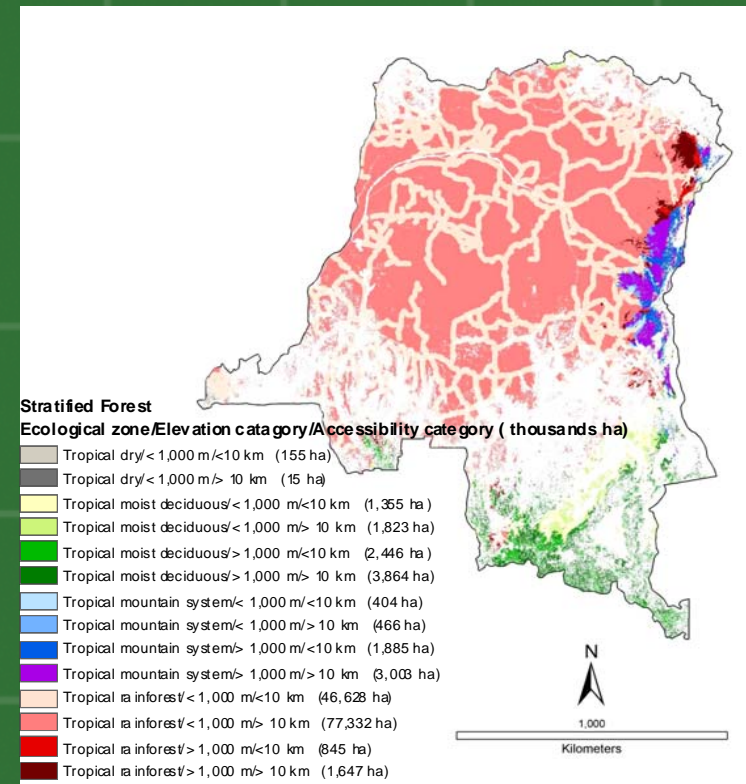 Stratified Forest
Ecological zone/Elevation catagory/Accessibility category ( thousands ha)
Tropical dry/< 1,000 m/<10 km (155 ha)
Tropical dry/< 1,000 m/> 10 km (15 ha)
Tropical moist deciduous/< 1,000 m/<10 km (1,355 ha)
Tropical moist deciduous/< 1,000 m/> 10 km (1,823 ha)
Tropical moist deciduous/> 1,000 m/<10 km (2,446 ha)
Tropical moist deciduous/> 1,000 m/> 10 km (3,864 ha)
Tropical mountain system/< 1,000 m/<10 km (404 ha)
Tropical mountain system/< 1,000 m/> 10 km (466 ha)
Tropical mountain system/> 1,000 m/<10 km (1,885 ha)
Tropical mountain system/> 1,000 m/> 10 km (3,003 ha)
Tropical rainforest/< 1,000 m/<10 km (46,628 ha)
Tropical rainforest/< 1,000 m/> 10 km (77,332 ha)
Tropical rainforest/> 1,000 m/<10 km (845 ha)
Tropical rainforest/> 1,000 m/> 10 km (1,647 ha)
N
1,000
Kilometers